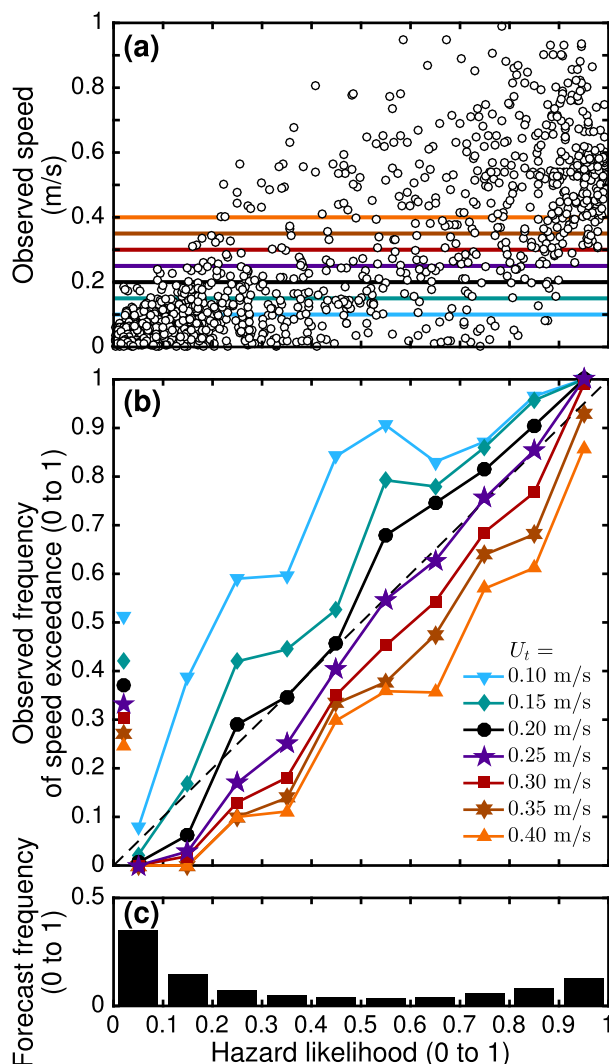 (a)
Observed speed
(m/s)
1
0.8
0.6
0.4
0.2
0
(b)
Observed frequency
of speed exceedance (0 to 1)
1
0.9
0.8
0.7
0.6
0.5
0.4
0.3
0.2
0.1
0
U_t =
0.10 m/s
0.15 m/s
0.20 m/s
0.25 m/s
0.30 m/s
0.35 m/s
0.40 m/s
(c)
Forecast frequency
(0 to 1)
0.5
0
0 0.1 0.2 0.3 0.4 0.5 0.6 0.7 0.8 0.9 1
Hazard likelihood (0 to 1)